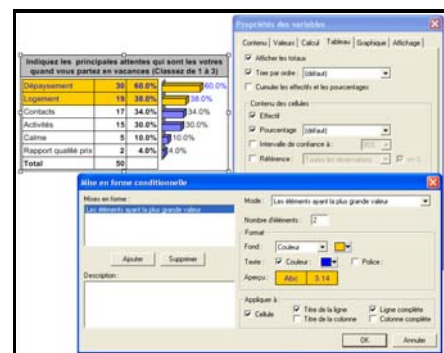 Indiquez les principales attentes qui sont les votres
quand vous partez en vacances (Classez de 1 à 3)
Dépaysement 30 60.0% 60.0%
Logement 19 38.0% 38.0%
Contacts 17 34.0% 34.0%
Activités 15 30.0% 30.0%
Calme 5 10.0% 10.0%
Rapport qualité prix 2 4.0% 4.0%
Total 50
Propriétés des variables
Contenu Valeurs Calcul Tableau Graphique Affichage
Afficher les totaux
Trier par ordre : (défaut)
Cumuler les effectifs et les pourcentages
Contenu des cellules
Effectif
Pourcentage (défaut)
Intervalle de confiance à :
Référence : Toutes les observations
Mise en forme conditionnelle
Mises en forme :
Les éléments ayant la plus grande valeur
Ajouter Supprimer
Description :
Mode : Les éléments ayant la plus grande valeur
Nombre d'éléments : 2
Format
Fond : Couleur
Texte : Couleur : Police :
Aperçu : Abc 3.14
Appliquer à :
Cellule Titre de la ligne Ligne complète
Titre de la colonne Colonne complète
OK Annuler